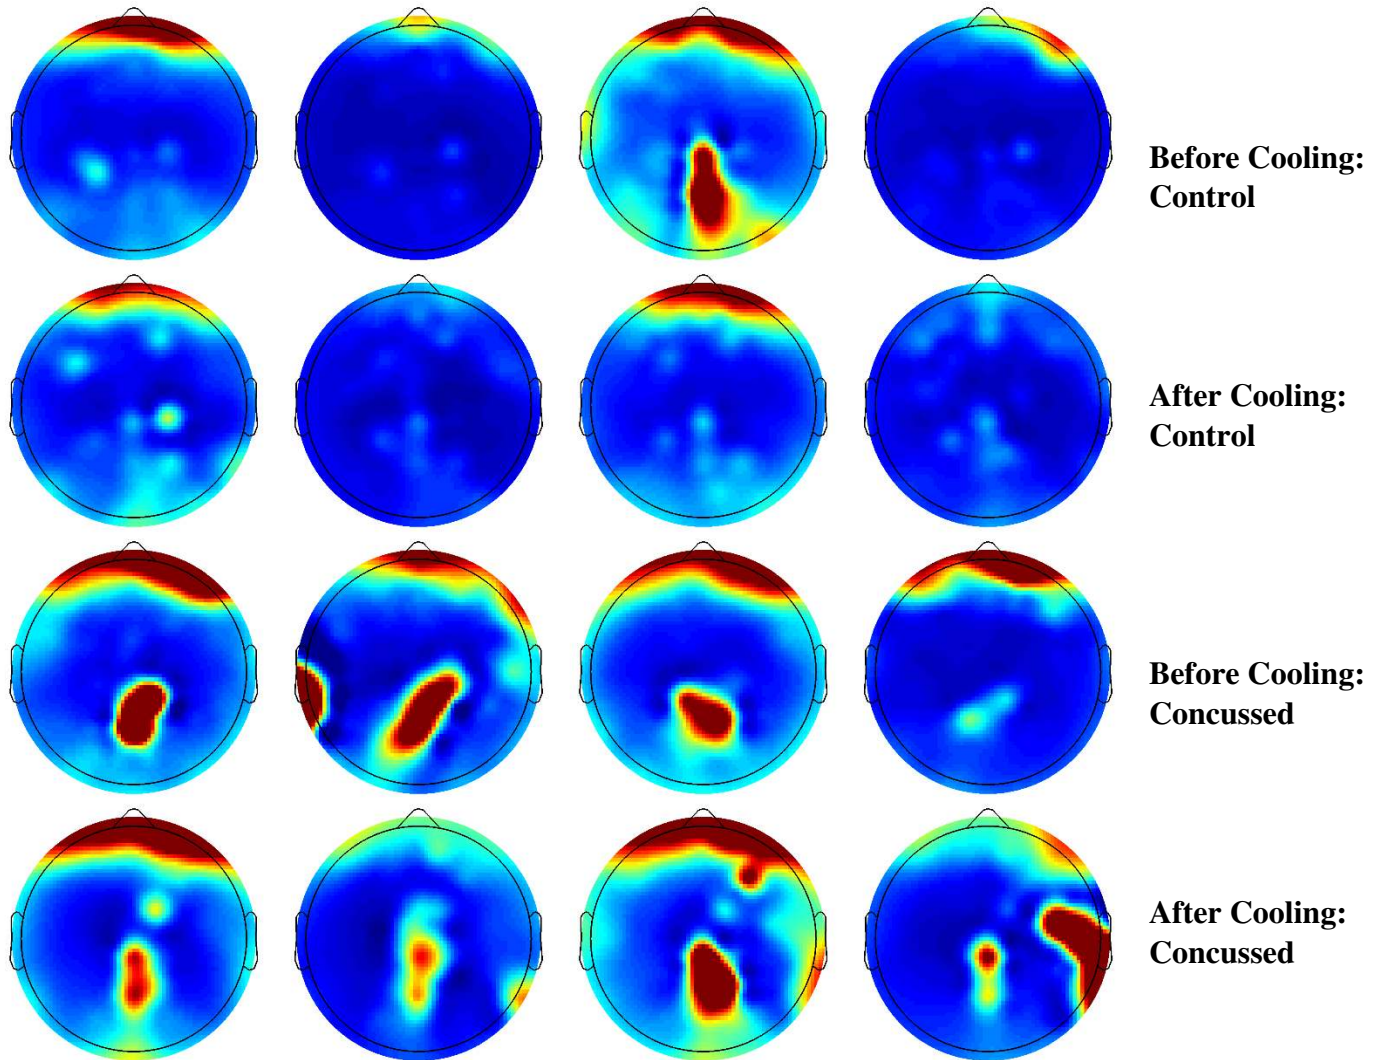 Before Cooling:
Control
After Cooling:
Control
Before Cooling:
Concussed
After Cooling:
Concussed